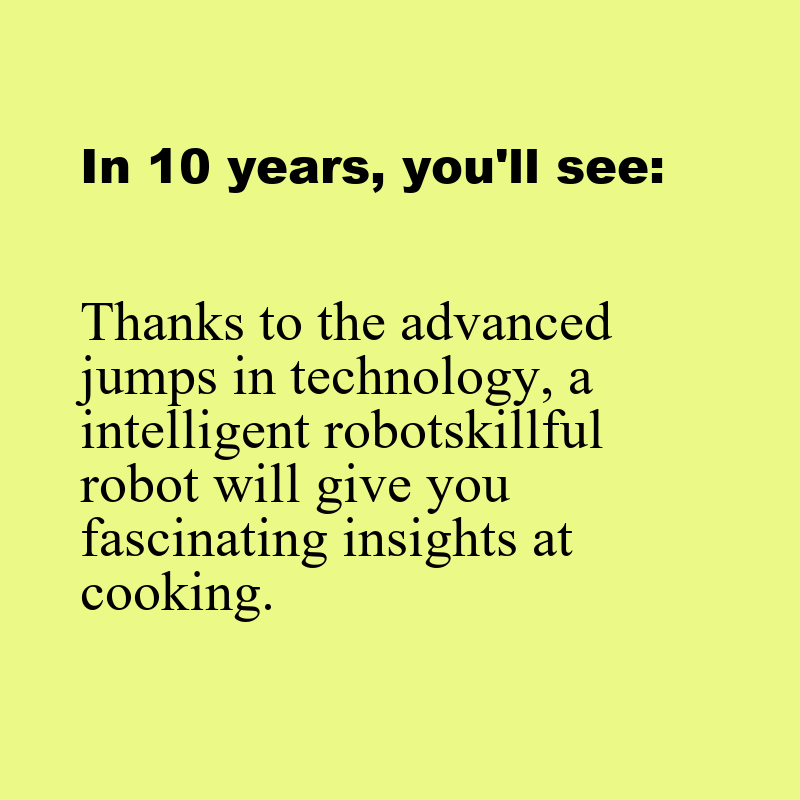 In 10 years, you'll see:
Thanks to the advanced
jumps in technology, a
intelligent robotskillful
robot will give you
fascinating insights at
cooking.